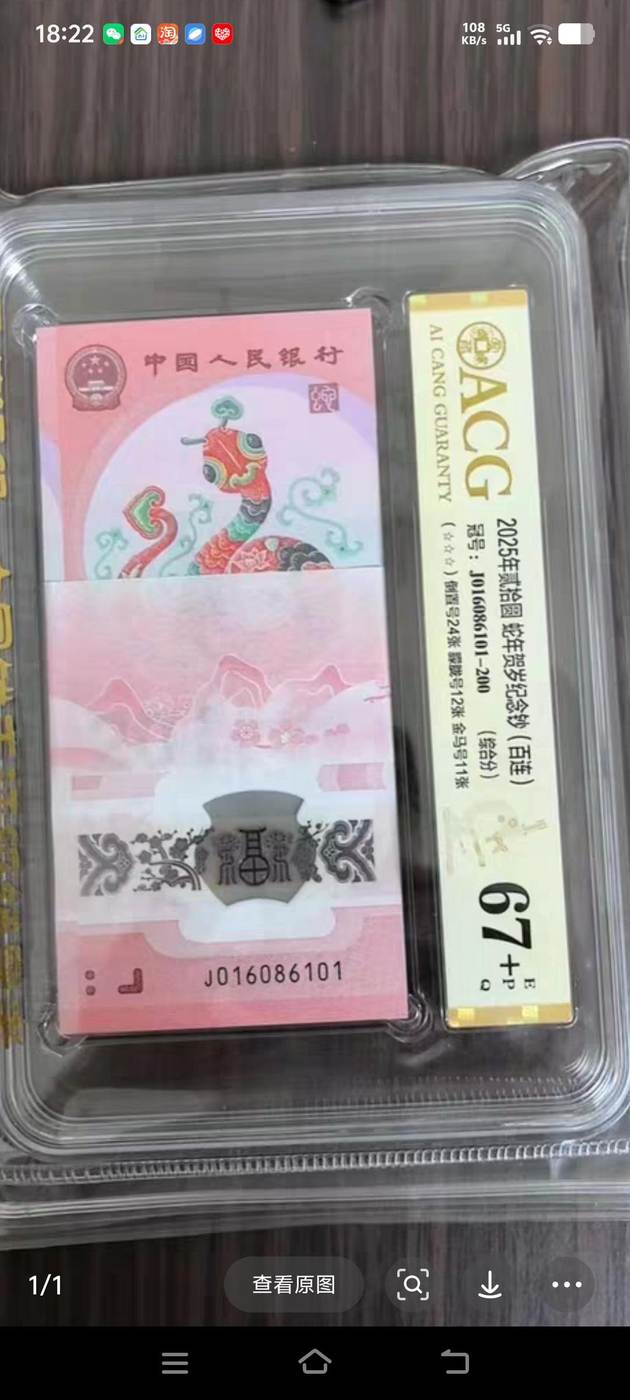 18:22
108
KB/s
5G
中国人民银行
J016086101
ACG
AI CANG GUARANTY
2025年贰拾圆 蛇年贺岁纪念钞（百连）
冠号：J016086101-200 （综合分）
（☆☆☆）倒置号24张 朦胧号12张 金马号11张
67+
E
P
Q
1/1
查看原图